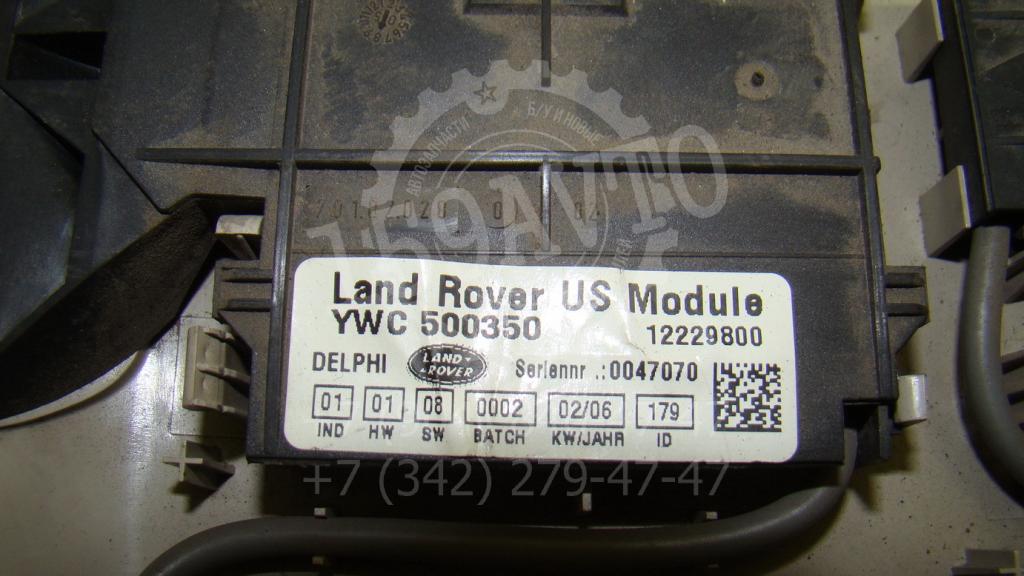 159AVTO
Land Rover US Module
YWC 500350
12229800
DELPHI
LAND-
ROVER
Seriennr .:0047070
01 01 08 0002 02/06 179
IND HW SW BATCH KW/JAHR ID
+7 (342) 279-47-47